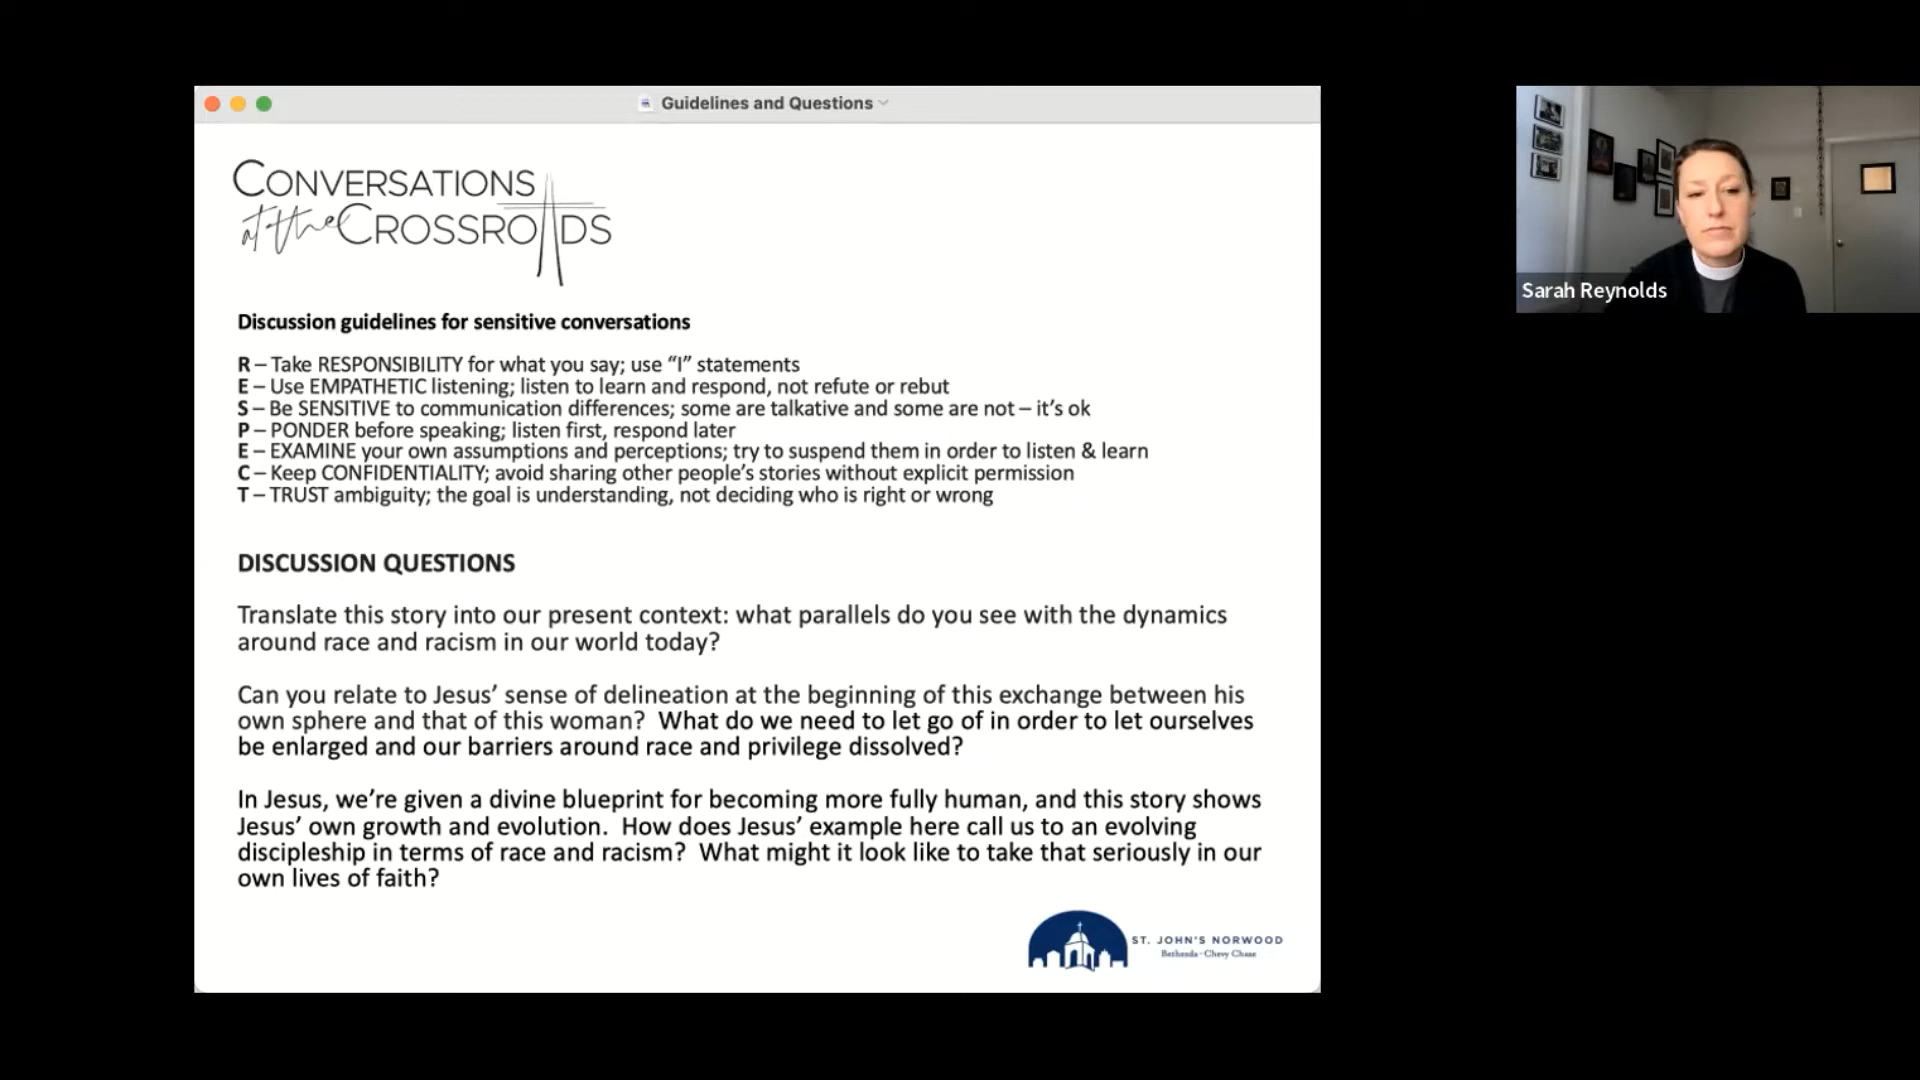 Guidelines and Questions
CONVERSATIONS
at the CROSSROADS
Sarah Reynolds
Discussion guidelines for sensitive conversations
R – Take RESPONSIBILITY for what you say; use “I” statements
E – Use EMPATHETIC listening; listen to learn and respond, not refute or rebut
S – Be SENSITIVE to communication differences; some are talkative and some are not – it’s ok
P – PONDER before speaking; listen first, respond later
E – EXAMINE your own assumptions and perceptions; try to suspend them in order to listen & learn
C – Keep CONFIDENTIALITY; avoid sharing other people’s stories without explicit permission
T – TRUST ambiguity; the goal is understanding, not deciding who is right or wrong
DISCUSSION QUESTIONS
Translate this story into our present context: what parallels do you see with the dynamics
around race and racism in our world today?
Can you relate to Jesus’ sense of delineation at the beginning of this exchange between his
own sphere and that of this woman?  What do we need to let go of in order to let ourselves
be enlarged and our barriers around race and privilege dissolved?
In Jesus, we’re given a divine blueprint for becoming more fully human, and this story shows
Jesus’ own growth and evolution.  How does Jesus’ example here call us to an evolving
discipleship in terms of race and racism?  What might it look like to take that seriously in our
own lives of faith?
ST. JOHN'S NORWOOD
Bethesda - Chevy Chase